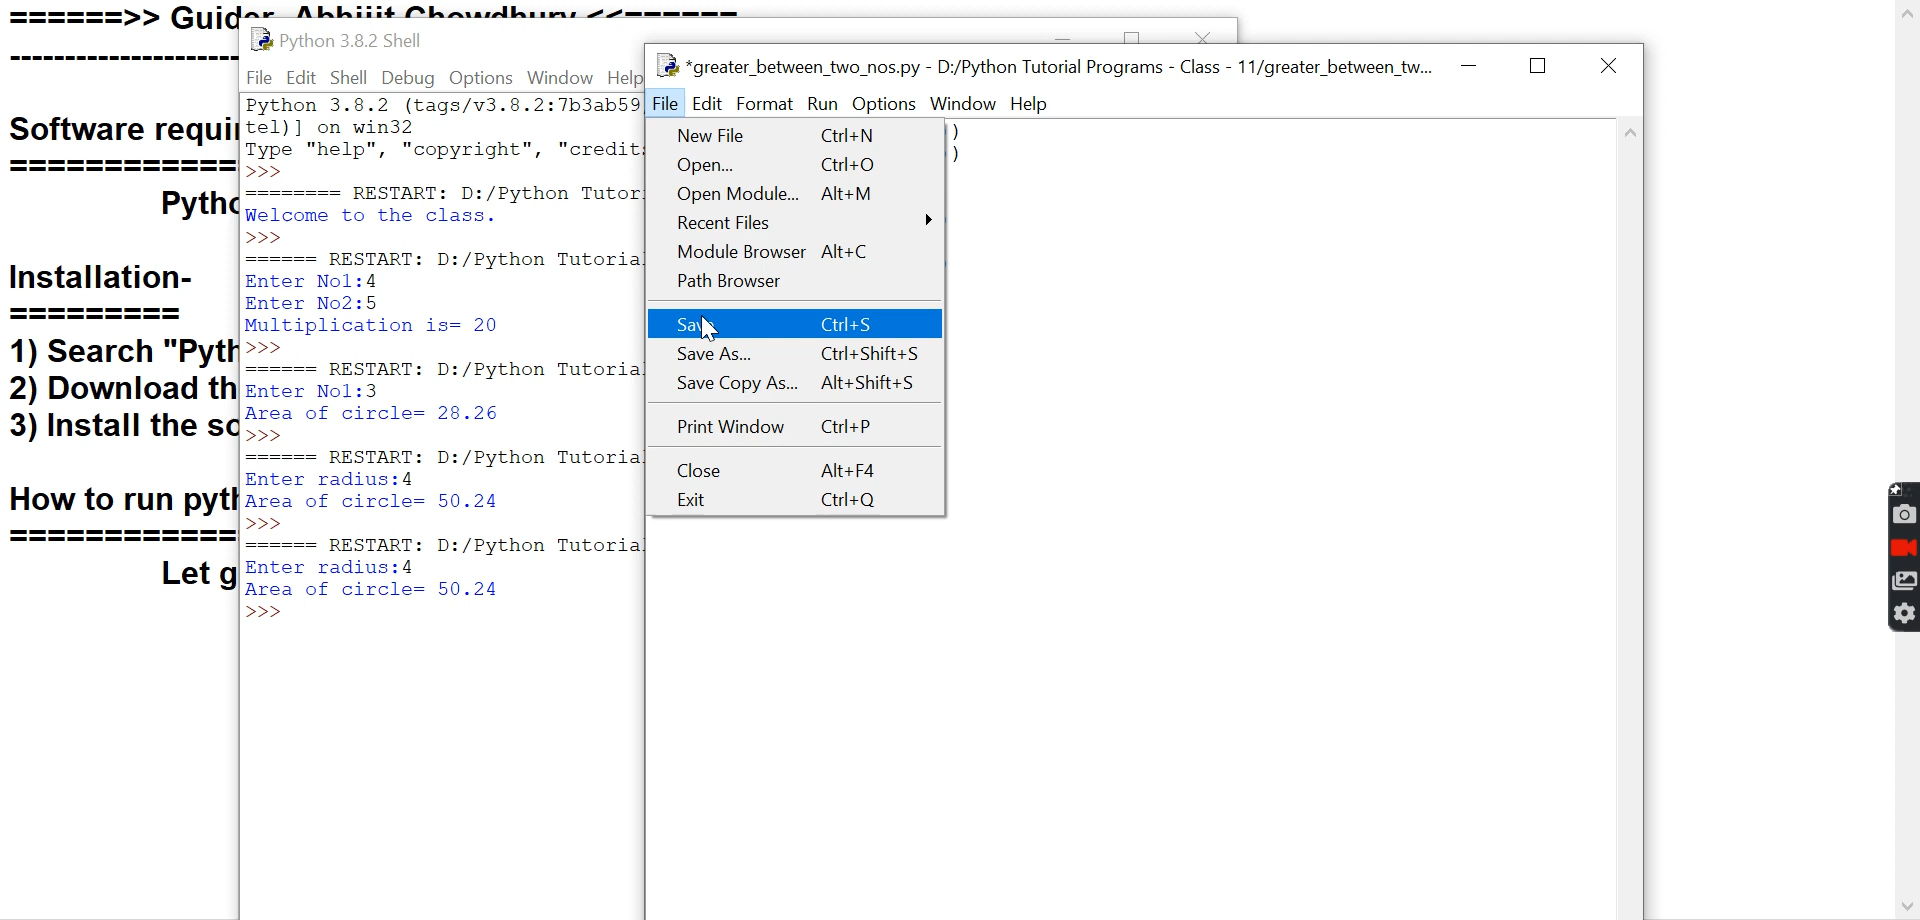 ======>> Guider
-------------------
Software requi
============
Pytho
Installation-
=========
1) Search "Pyth
2) Download th
3) Install the so
How to run pyth
============
Let g
Python 3.8.2 Shell
File Edit Shell Debug Options Window Help
Python 3.8.2 (tags/v3.8.2:7b3ab59
tel)] on win32
Type "help", "copyright", "credit
>>>
======== RESTART: D:/Python Tutor
Welcome to the class.
>>>
====== RESTART: D:/Python Tutoria
Enter No1:4
Enter No2:5
Multiplication is= 20
>>>
====== RESTART: D:/Python Tutoria
Enter No1:3
Area of circle= 28.26
>>>
====== RESTART: D:/Python Tutoria
Enter radius:4
Area of circle= 50.24
>>>
====== RESTART: D:/Python Tutoria
Enter radius:4
Area of circle= 50.24
>>>
*greater_between_two_nos.py - D:/Python Tutorial Programs - Class - 11/greater_between_tw...
File Edit Format Run Options Window Help
New File Ctrl+N
Open... Ctrl+O
Open Module... Alt+M
Recent Files
Module Browser Alt+C
Path Browser
Save Ctrl+S
Save As... Ctrl+Shift+S
Save Copy As... Alt+Shift+S
Print Window Ctrl+P
Close Alt+F4
Exit Ctrl+Q
)
)